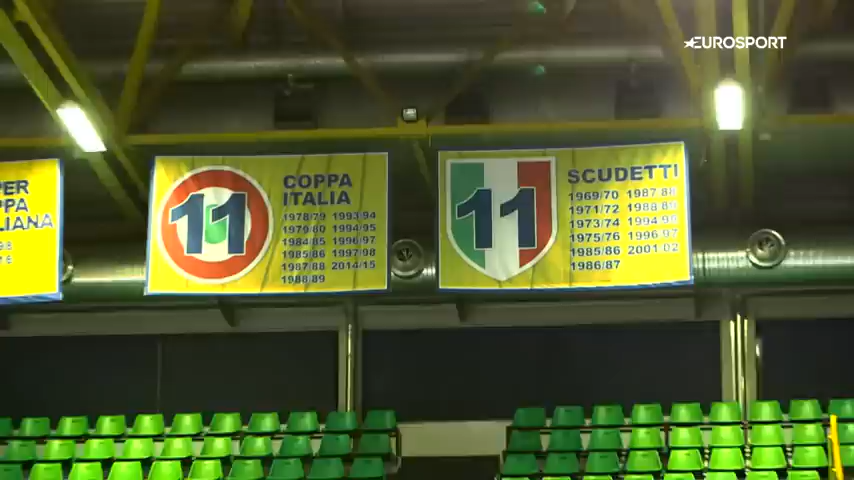 EUROSPORT
PER
PPA
LIANA
11
COPPA
ITALIA
1978/79 1993/94
1979/80 1994/95
1984/85 1996/97
1985/86 1997/98
1987/88 2014/15
1988/89
11
SCUDETTI
1969/70 1987/88
1971/72 1988/89
1973/74 1994/95
1975/76 1996/97
1985/86 2001/02
1986/87